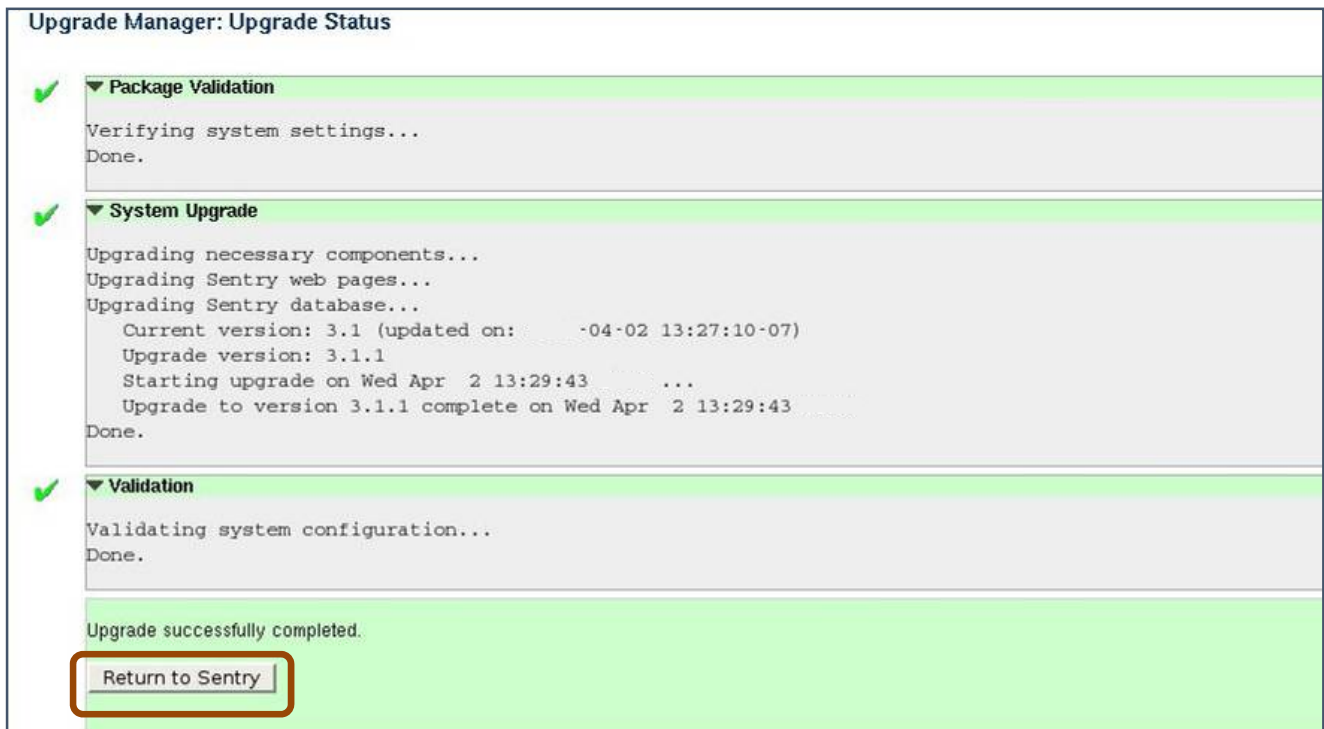 Upgrade Manager: Upgrade Status
Package Validation
Verifying system settings...
Done.
System Upgrade
Upgrading necessary components...
Upgrading Sentry web pages...
Upgrading Sentry database...
Current version: 3.1 (updated on: -04-02 13:27:10-07)
Upgrade version: 3.1.1
Starting upgrade on Wed Apr 2 13:29:43 ...
Upgrade to version 3.1.1 complete on Wed Apr 2 13:29:43
Done.
Validation
Validating system configuration...
Done.
Upgrade successfully completed.
Return to Sentry